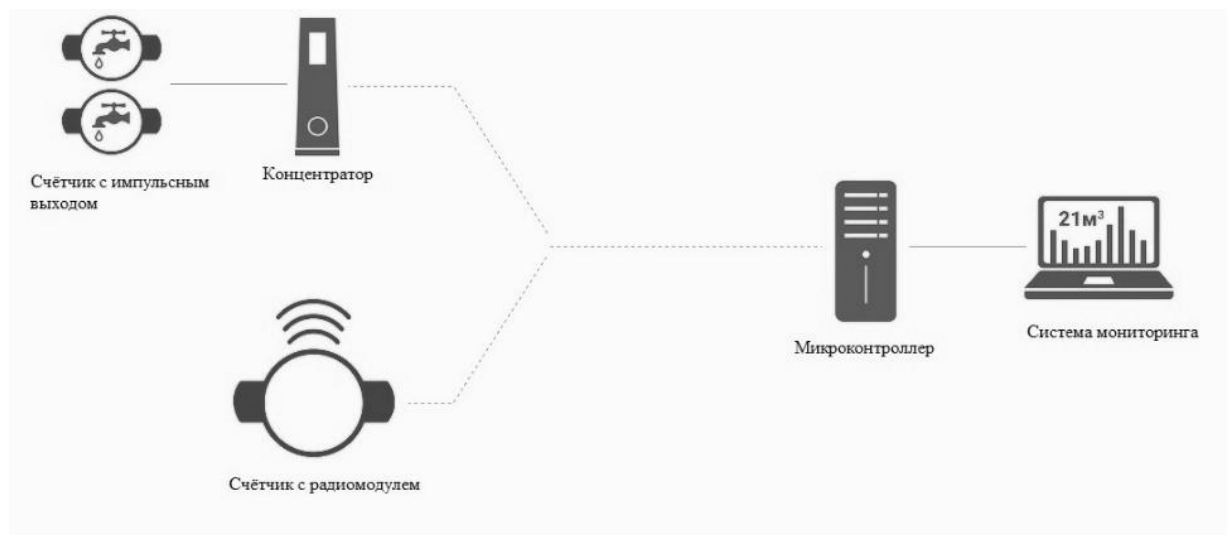 Счётчик с импульсным
выходом
Концентратор
Счётчик с радиомодулем
Микроконтроллер
21м³
Система мониторинга